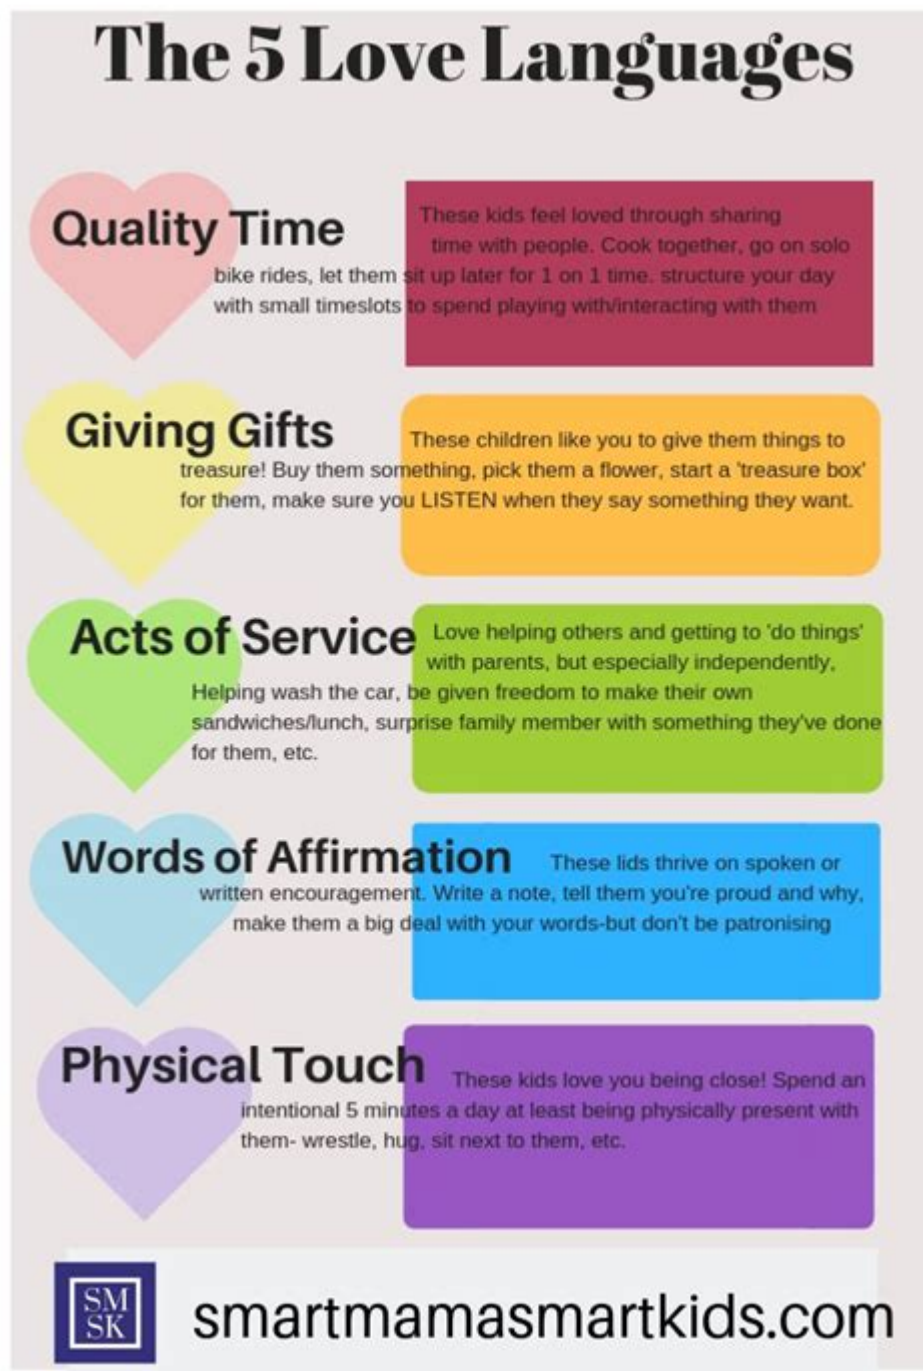 The 5 Love Languages
Quality Time
These kids feel loved through sharing
time with people. Cook together, go on solo
bike rides, let them sit up later for 1 on 1 time. structure your day
with small timeslots to spend playing with/interacting with them
Giving Gifts
These children like you to give them things to
treasure! Buy them something, pick them a flower, start a 'treasure box'
for them, make sure you LISTEN when they say something they want.
Acts of Service
Love helping others and getting to 'do things'
with parents, but especially independently,
Helping wash the car, be given freedom to make their own
sandwiches/lunch, surprise family member with something they've done
for them, etc.
Words of Affirmation
These lids thrive on spoken or
written encouragement. Write a note, tell them you're proud and why,
make them a big deal with your words-but don't be patronising
Physical Touch
These kids love you being close! Spend an
intentional 5 minutes a day at least being physically present with
them- wrestle, hug, sit next to them, etc.
SM
SK
smartmamasmartkids.com